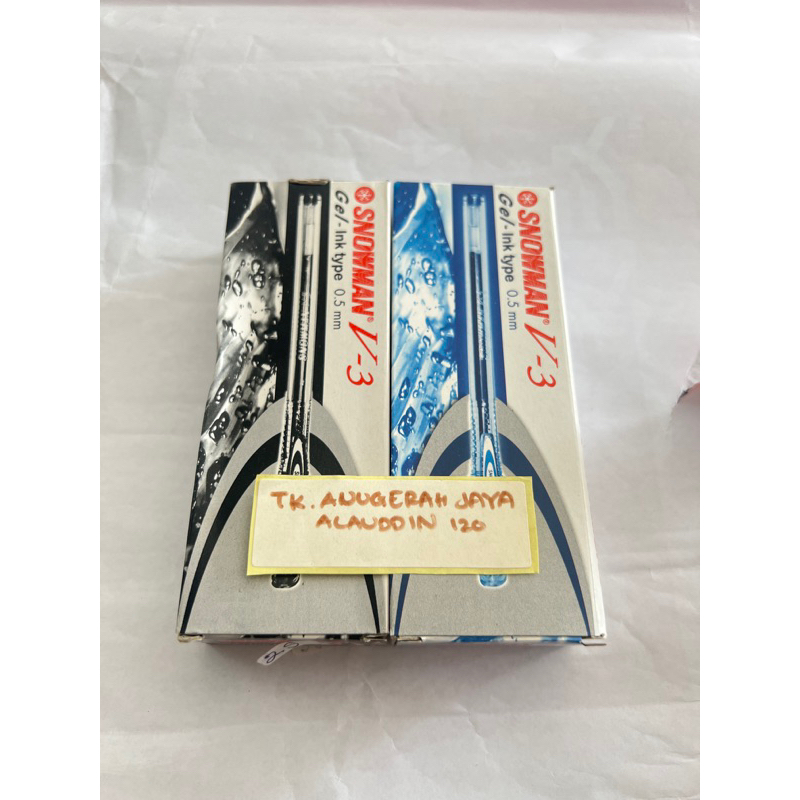 SNOWMAN® V-3
Gel-Ink type 0.5 mm
SNOWMAN
SNOWMAN® V-3
Gel-Ink type 0.5 mm
TK. ANUGERAH JAYA
ALAUDDIN 120